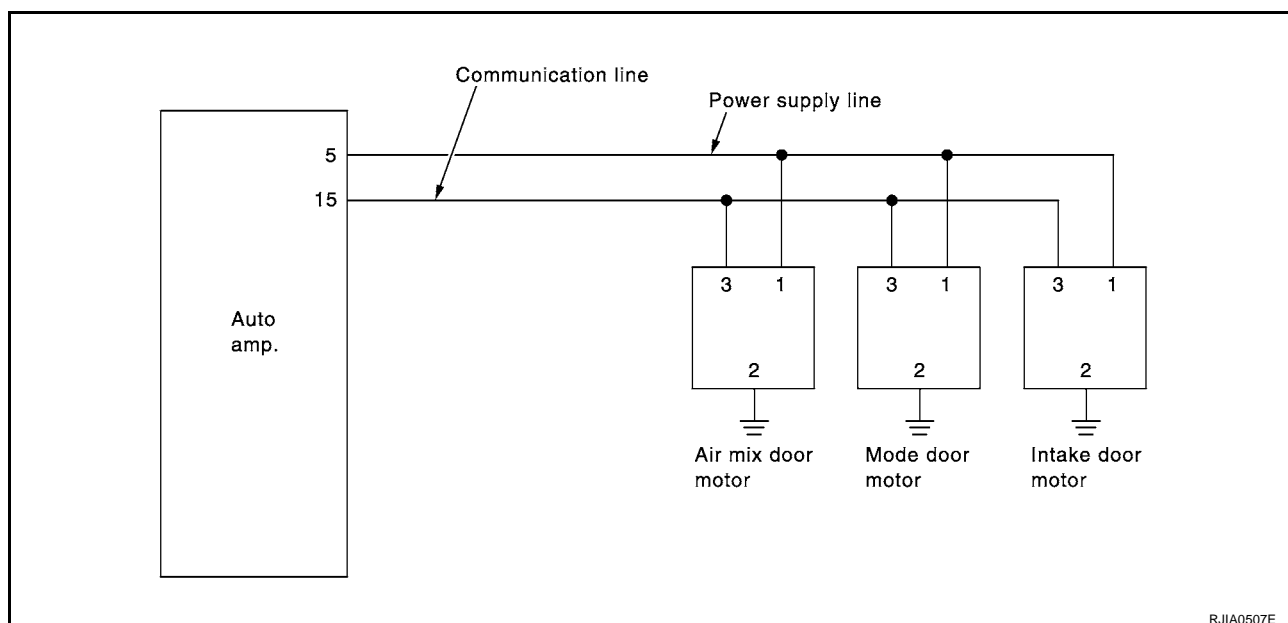 Communication line
Power supply line
5
15
3 1
3 1
3 1
Auto
amp.
2
2
2
Air mix door
motor
Mode door
motor
Intake door
motor
RJIA0507E